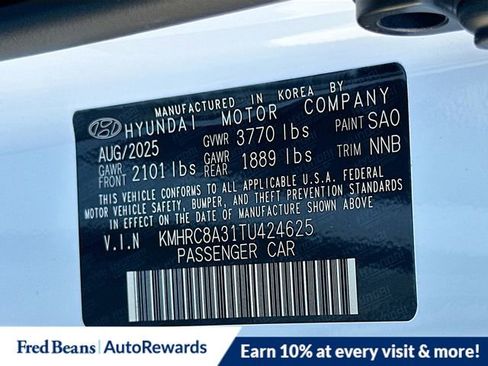 MANUFACTURED IN KOREA BY
HYUNDAI MOTOR COMPANY
AUG/2025 GVWR 3770 lbs PAINT SAO
GAWR FRONT 2101 lbs GAWR REAR 1889 lbs TRIM NNB
THIS VEHICLE CONFORMS TO ALL APPLICABLE U.S.A. FEDERAL
MOTOR VEHICLE SAFETY, BUMPER, AND THEFT PREVENTION STANDARDS
IN EFFECT ON THE DATE OF MANUFACTURE SHOWN ABOVE
V.I.N KMHRC8A31TU424625
PASSENGER CAR
Fred Beans | AutoRewards Earn 10% at every visit & more!